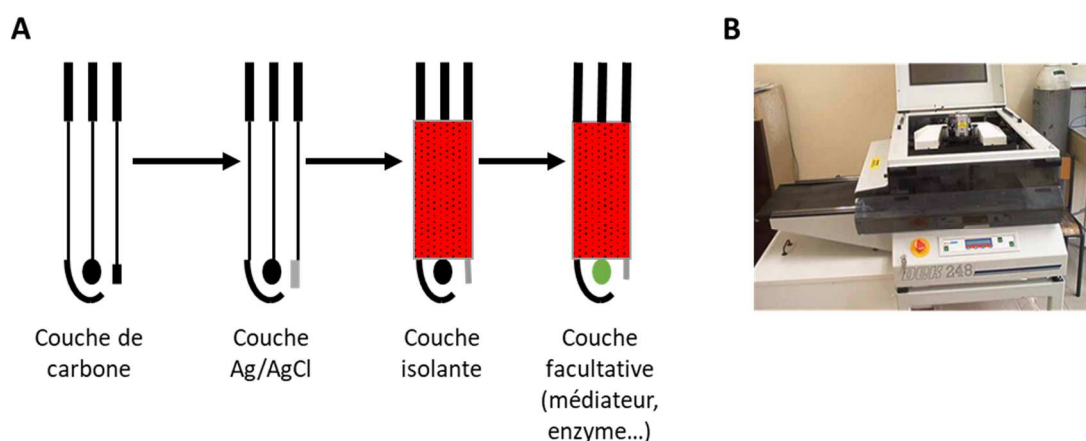 A
B
Couche de
carbone
Couche
Ag/AgCl
Couche
isolante
Couche
facultative
(médiateur,
enzyme...)
DEK 248